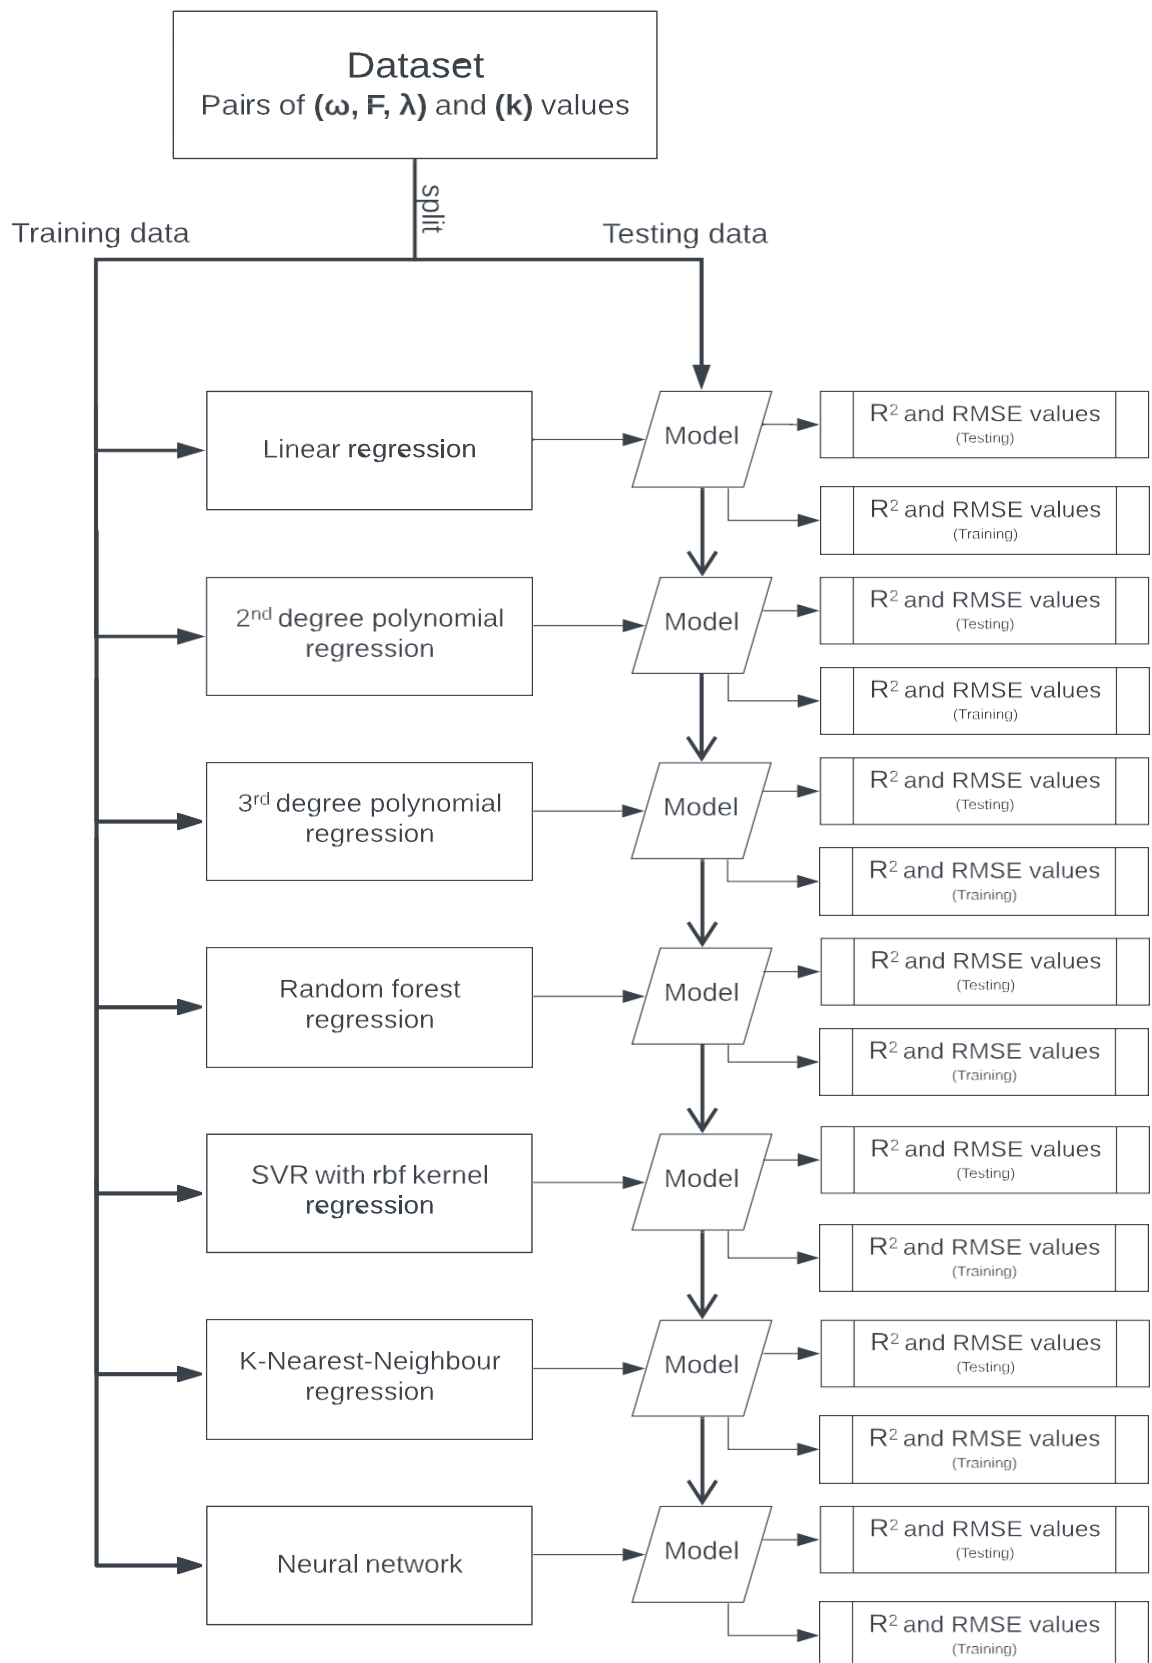 Dataset
Pairs of (ω, F, λ) and (k) values
split
Training data
Testing data
Linear regression
Model
R² and RMSE values
(Testing)
R² and RMSE values
(Training)
2nd degree polynomial
regression
Model
R² and RMSE values
(Testing)
R² and RMSE values
(Training)
3rd degree polynomial
regression
Model
R² and RMSE values
(Testing)
R² and RMSE values
(Training)
Random forest
regression
Model
R² and RMSE values
(Testing)
R² and RMSE values
(Training)
SVR with rbf kernel
regression
Model
R² and RMSE values
(Testing)
R² and RMSE values
(Training)
K-Nearest-Neighbour
regression
Model
R² and RMSE values
(Testing)
R² and RMSE values
(Training)
Neural network
Model
R² and RMSE values
(Testing)
R² and RMSE values
(Training)